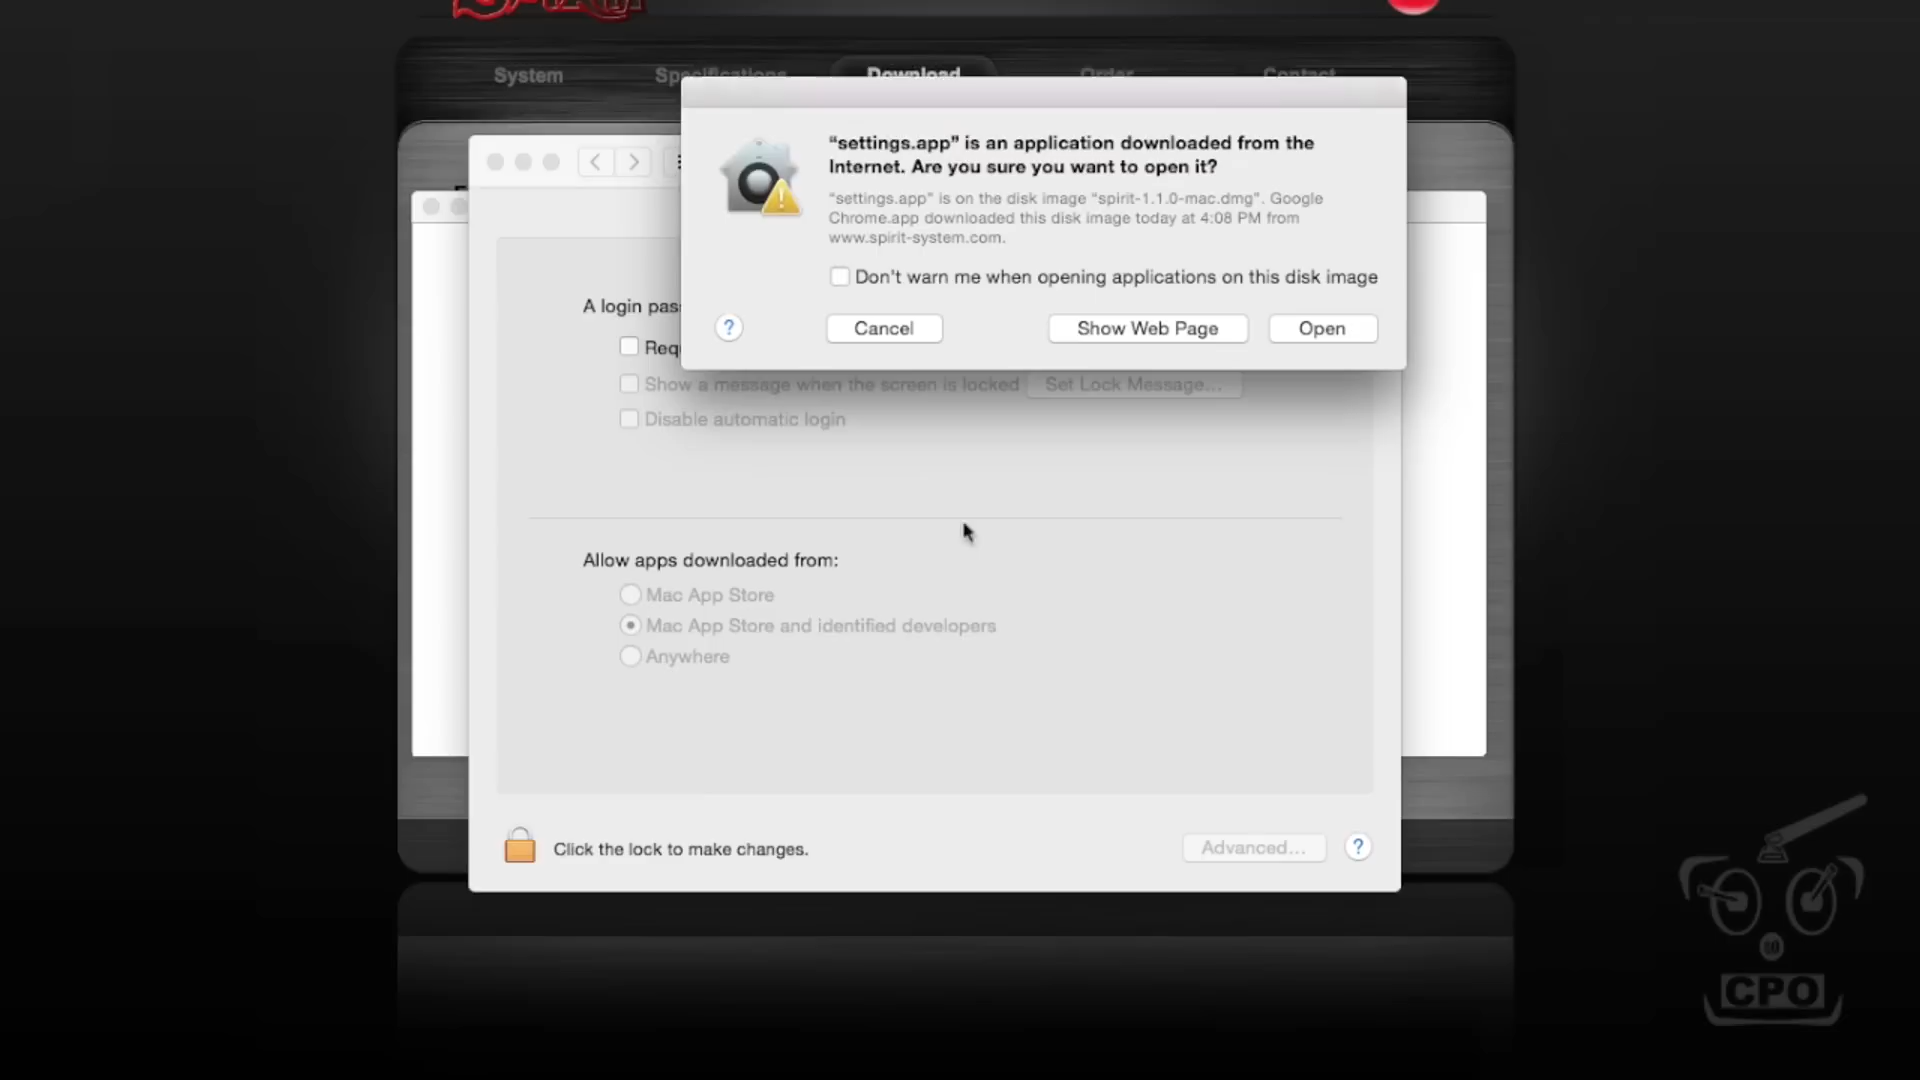 System
Specifications
Download
Order
Contact
“settings.app” is an application downloaded from the
Internet. Are you sure you want to open it?
“settings.app” is on the disk image “spirit-1.1.0-mac.dmg”. Google
Chrome.app downloaded this disk image today at 4:08 PM from
www.spirit-system.com.
Don't warn me when opening applications on this disk image
?
Cancel
Show Web Page
Open
A login pas
Req
Show a message when the screen is locked
Set Lock Message...
Disable automatic login
Allow apps downloaded from:
Mac App Store
Mac App Store and identified developers
Anywhere
Click the lock to make changes.
Advanced...
?
CPO